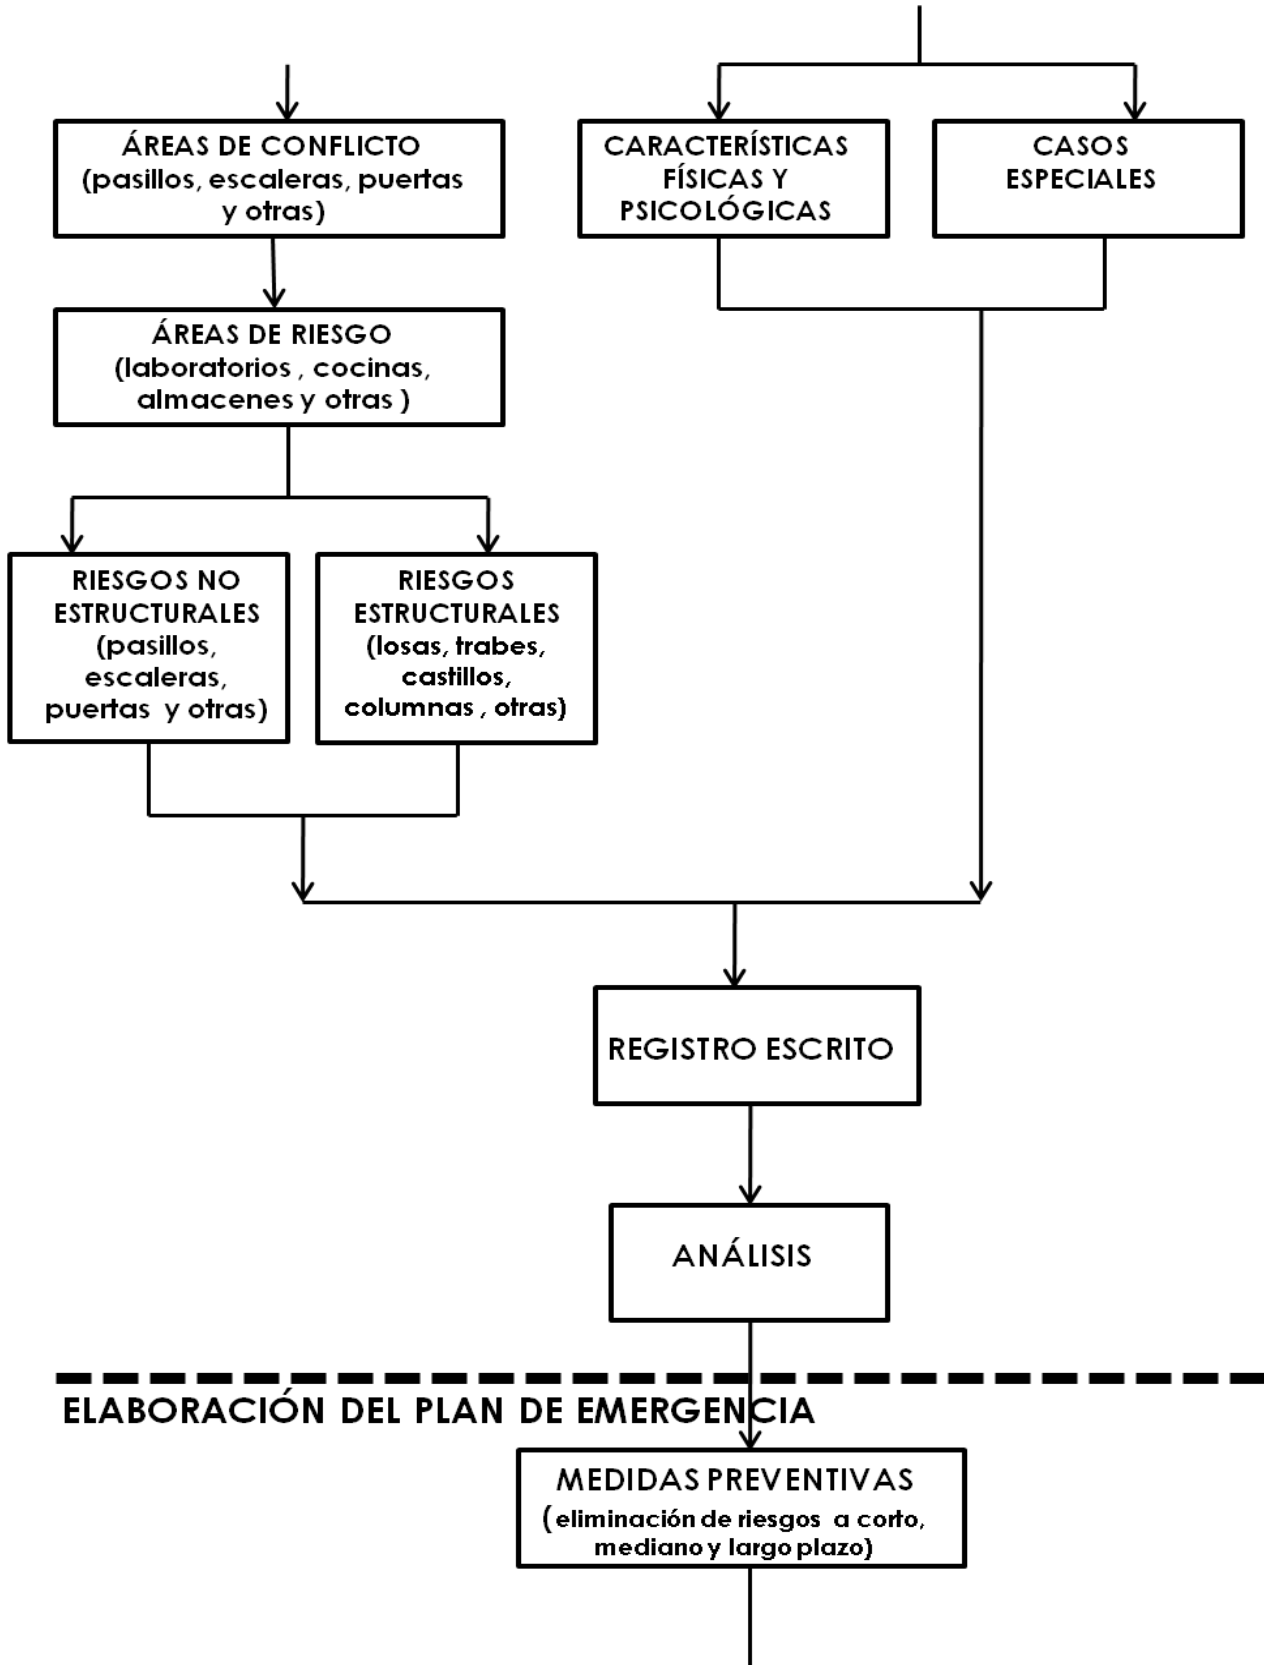 ÁREAS DE CONFLICTO
(pasillos, escaleras, puertas
y otras)
CARACTERÍSTICAS
FÍSICAS Y
PSICOLÓGICAS
CASOS
ESPECIALES
ÁREAS DE RIESGO
(laboratorios , cocinas,
almacenes y otras )
RIESGOS NO
ESTRUCTURALES
(pasillos,
escaleras,
puertas y otras)
RIESGOS
ESTRUCTURALES
(losas, trabes,
castillos,
columnas , otras)
REGISTRO ESCRITO
ANÁLISIS
ELABORACIÓN DEL PLAN DE EMERGENCIA
MEDIDAS PREVENTIVAS
(eliminación de riesgos a corto,
mediano y largo plazo)